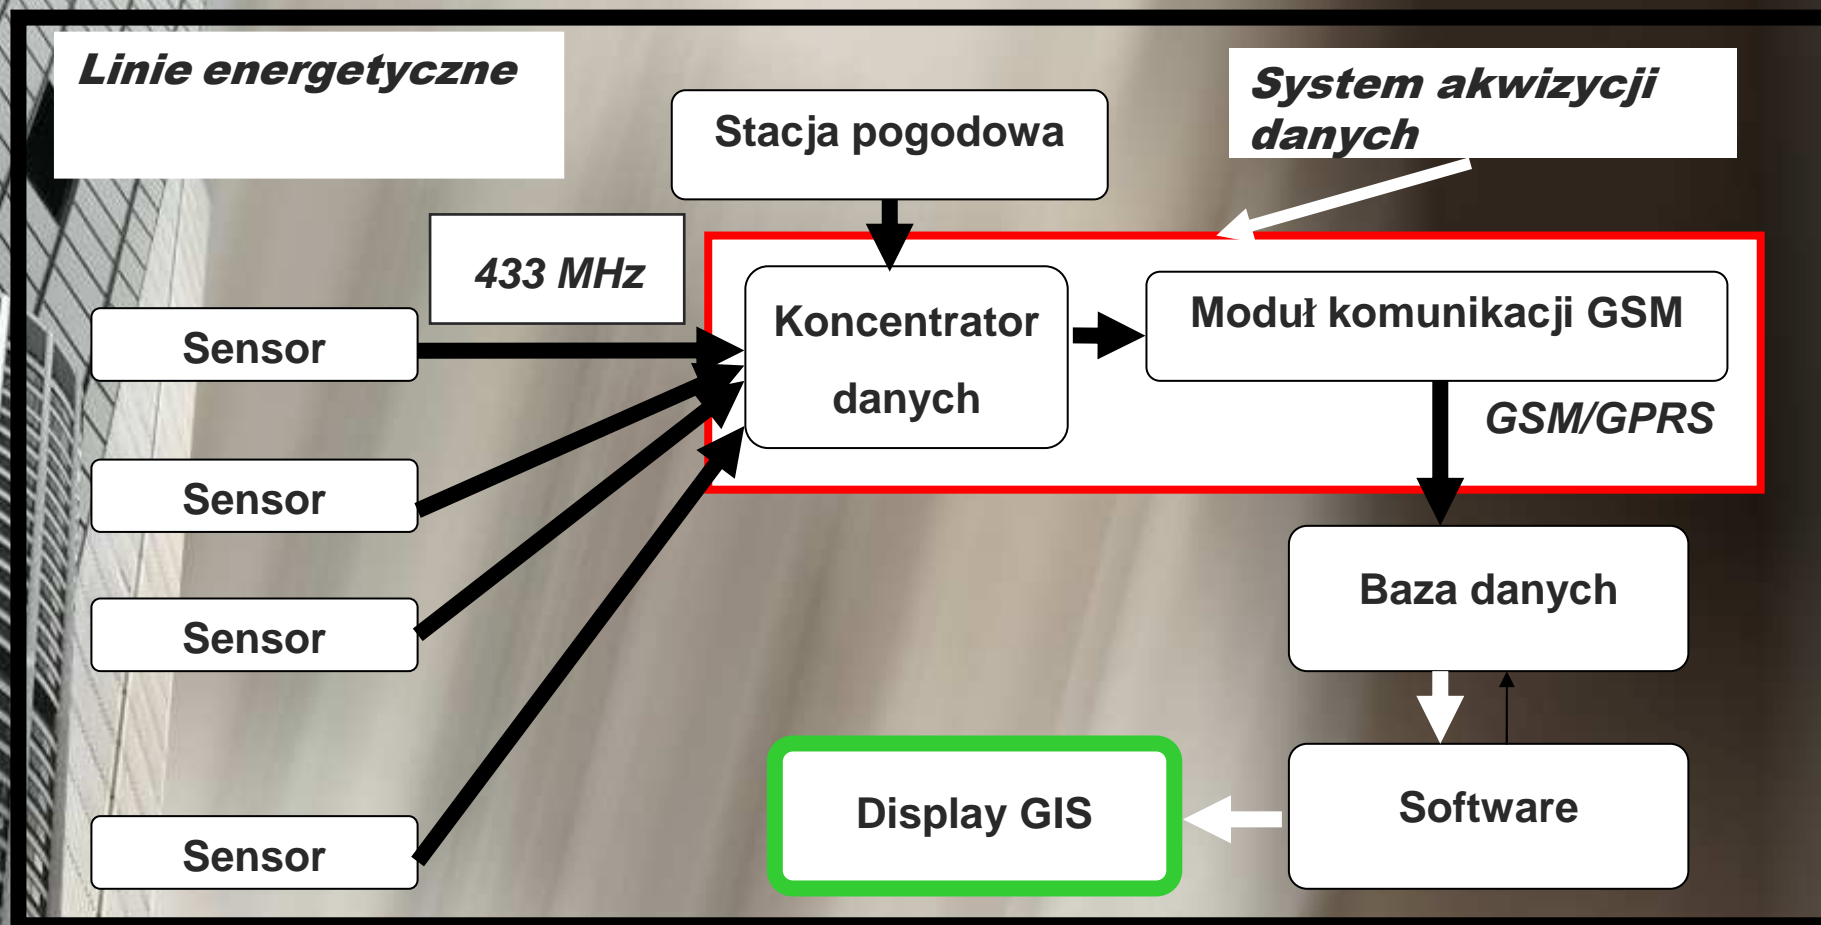 Linie energetyczne
System akwizycji
danych
Stacja pogodowa
433 MHz
Koncentrator
danych
Moduł komunikacji GSM
GSM/GPRS
Sensor
Sensor
Sensor
Sensor
Baza danych
Software
Display GIS